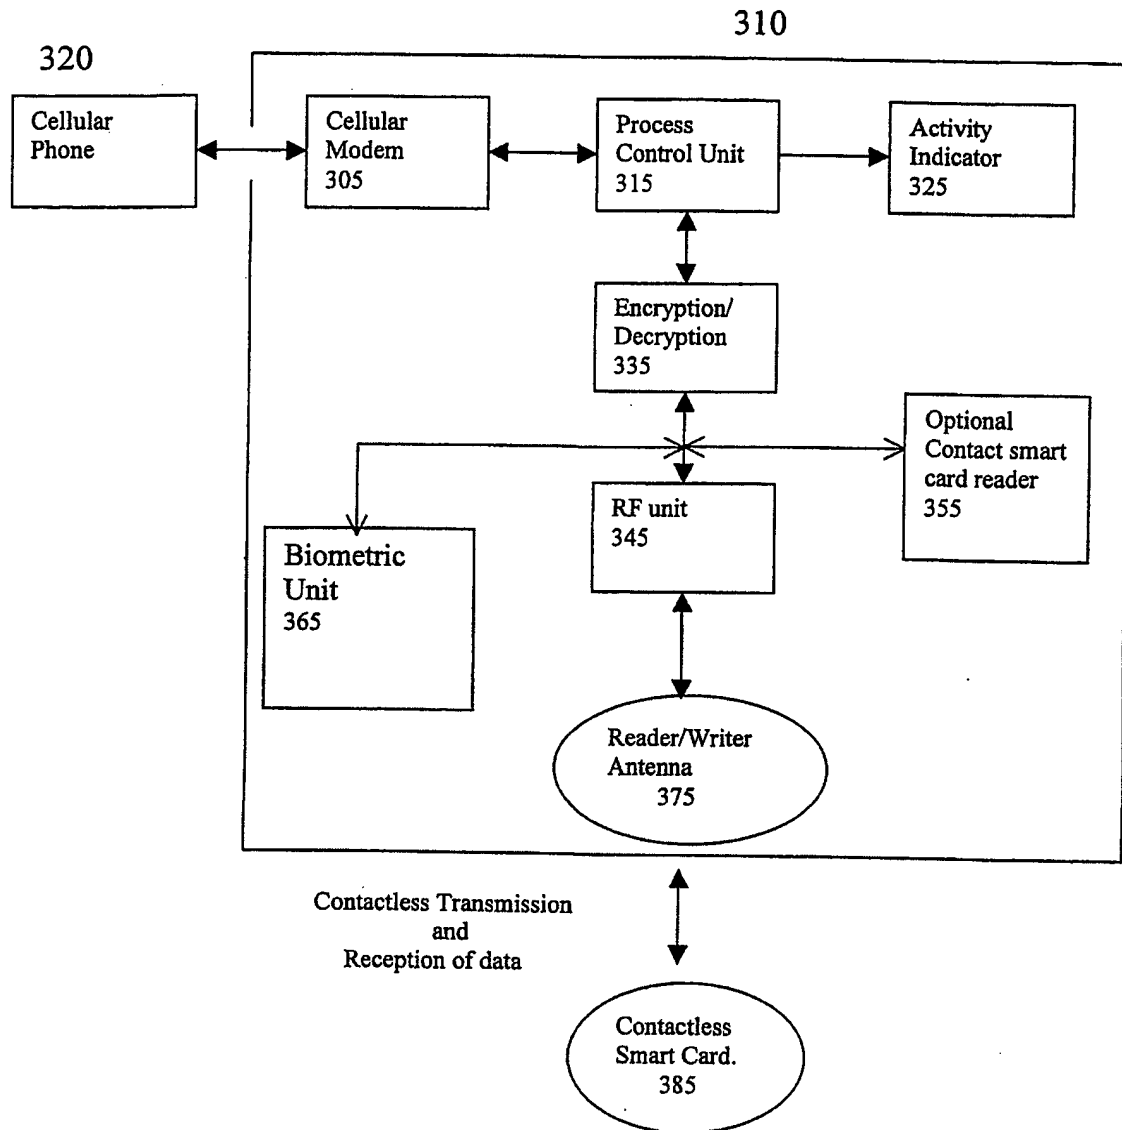 310
320
Cellular
Phone
Cellular
Modem
305
Process
Control Unit
315
Activity
Indicator
325
Encryption/
Decryption
335
Optional
Contact smart
card reader
355
RF unit
345
Biometric
Unit
365
Reader/Writer
Antenna
375
Contactless Transmission
and
Reception of data
Contactless
Smart Card.
385